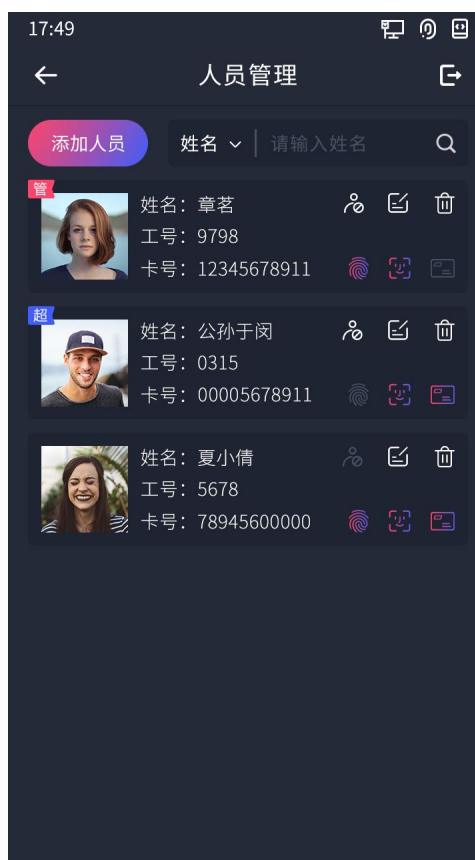 17:49
人员管理
添加人员 姓名 请输入姓名
管
姓名：章茗
工号：9798
卡号：12345678911
超
姓名：公孙于闵
工号：0315
卡号：00005678911
姓名：夏小倩
工号：5678
卡号：78945600000